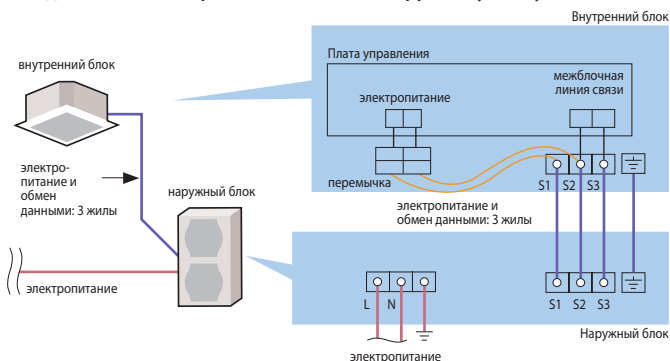 Внутренний блок
Плата управления
внутренний блок
межблочная
линия связи
электропитание
электро-
питание и
обмен
данными: 3 жилы
наружный блок
перемычка
S1 S2 S3
электропитание и
обмен данными: 3 жилы
электропитание
L N
S1 S2 S3
Наружный блок
электропитание